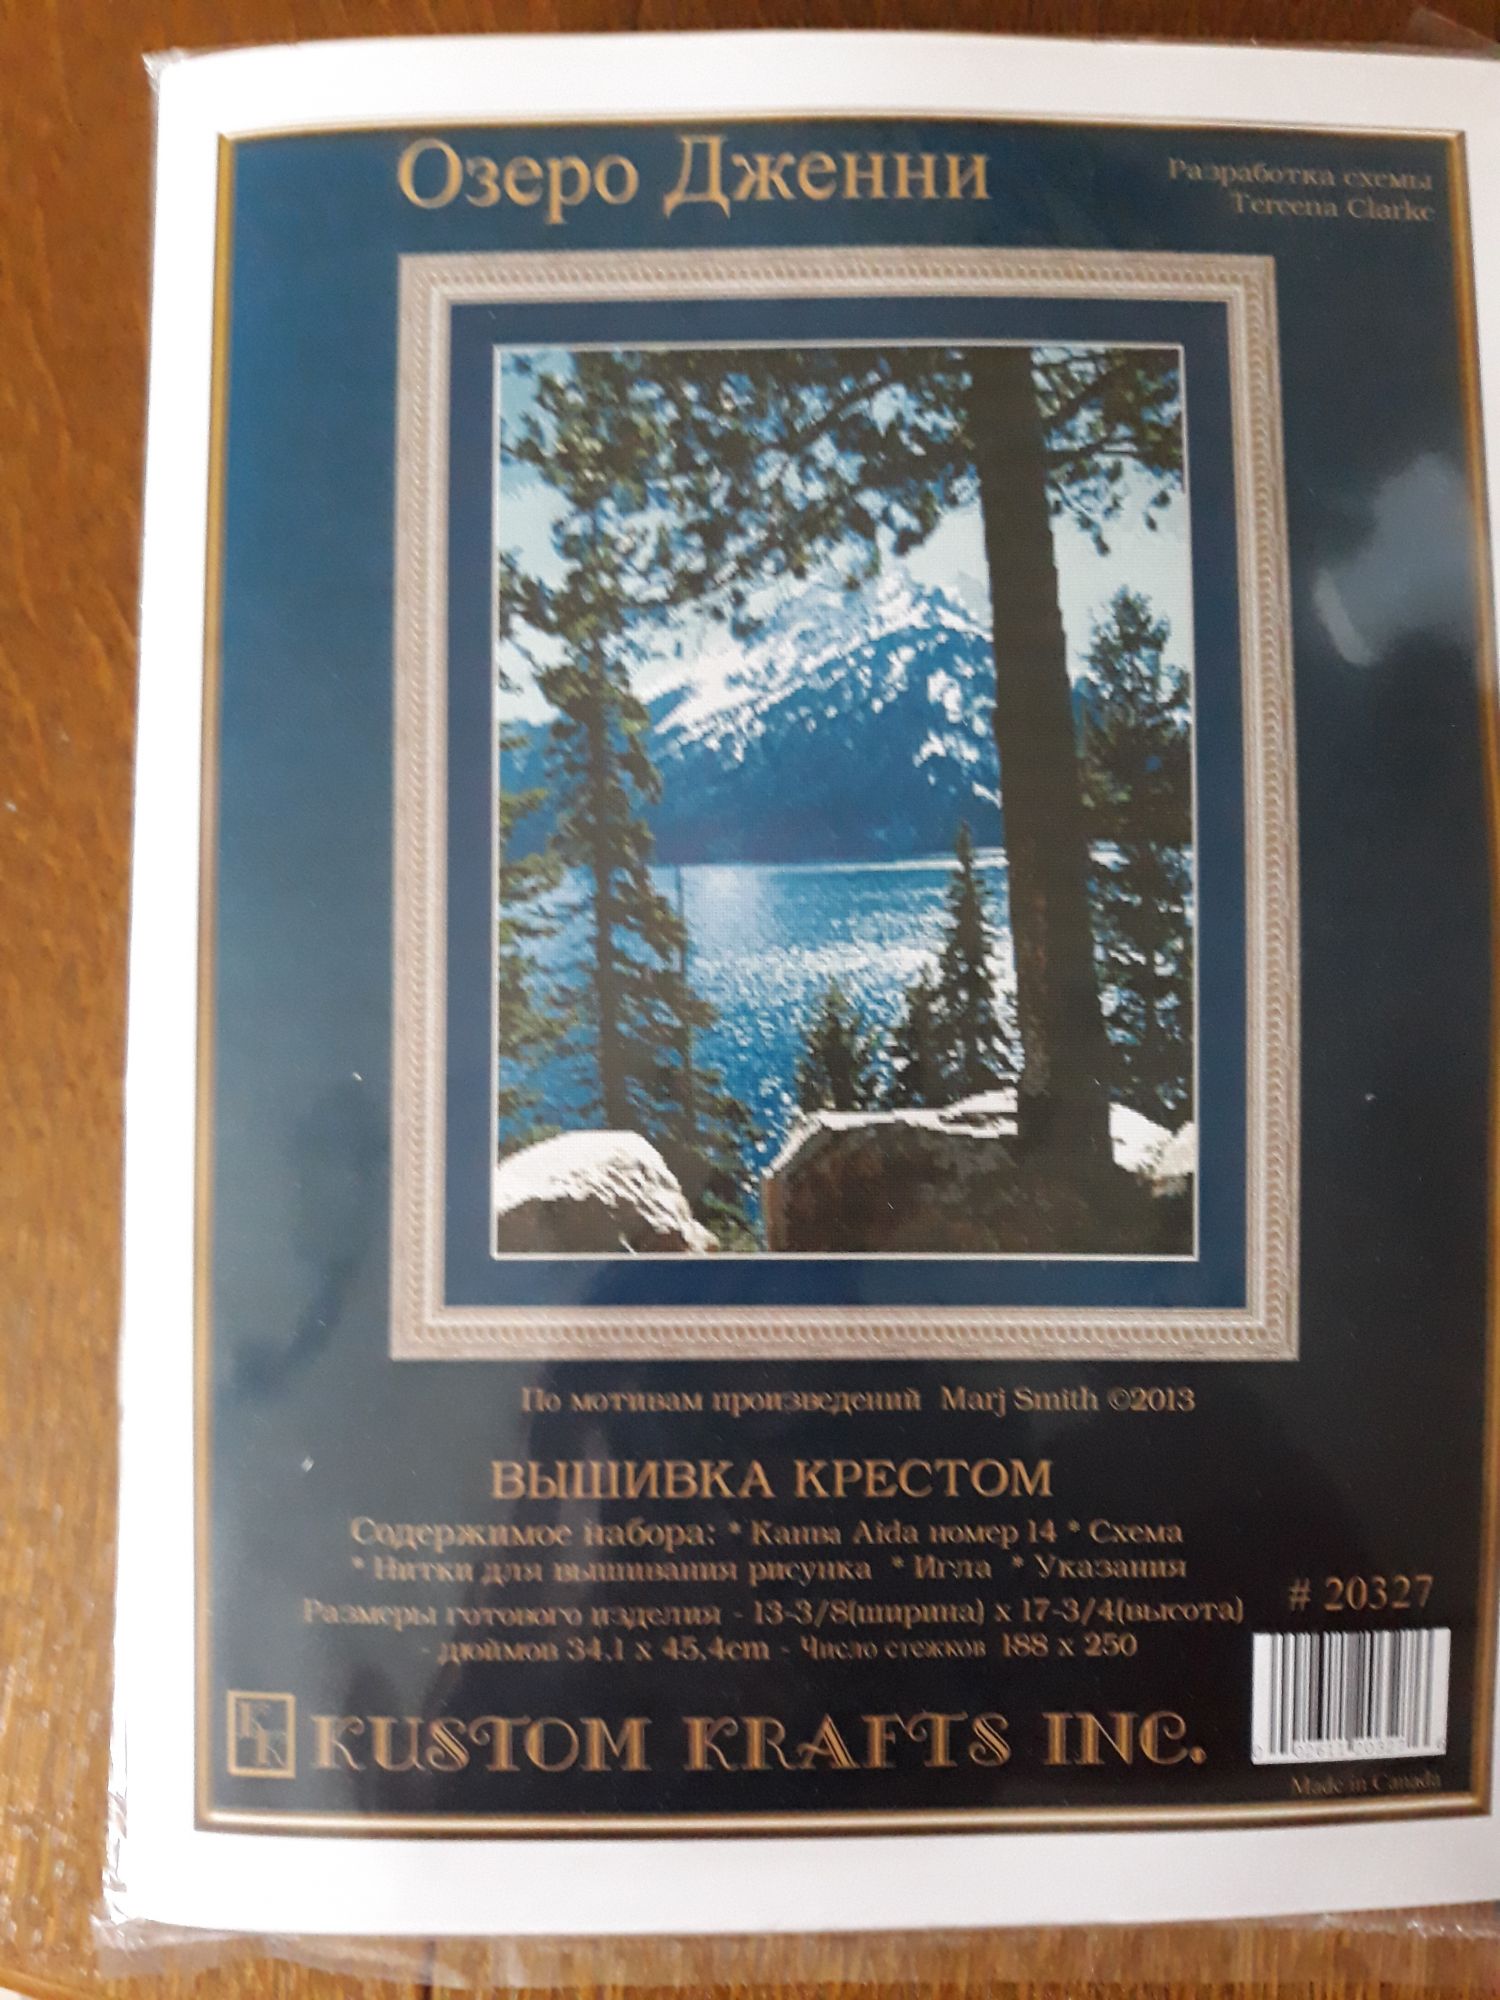 Озеро Дженни
Разработка схемы
Tereena Clarke
По мотивам произведений Marj Smith ©2013
ВЫШИВКА КРЕСТОМ
Содержимое набора: * Канва Aida номер 14 * Схема
* Нитки для вышивания рисунка * Игла * Указания
# 20327
Размеры готового изделия - 13-3/8(ширина) x 17-3/4(высота)
- дюймов 34,1 x 45,4cm - Число стежков 188 x 250
KK KUSTOM KRAFTS INC.
Made in Canada